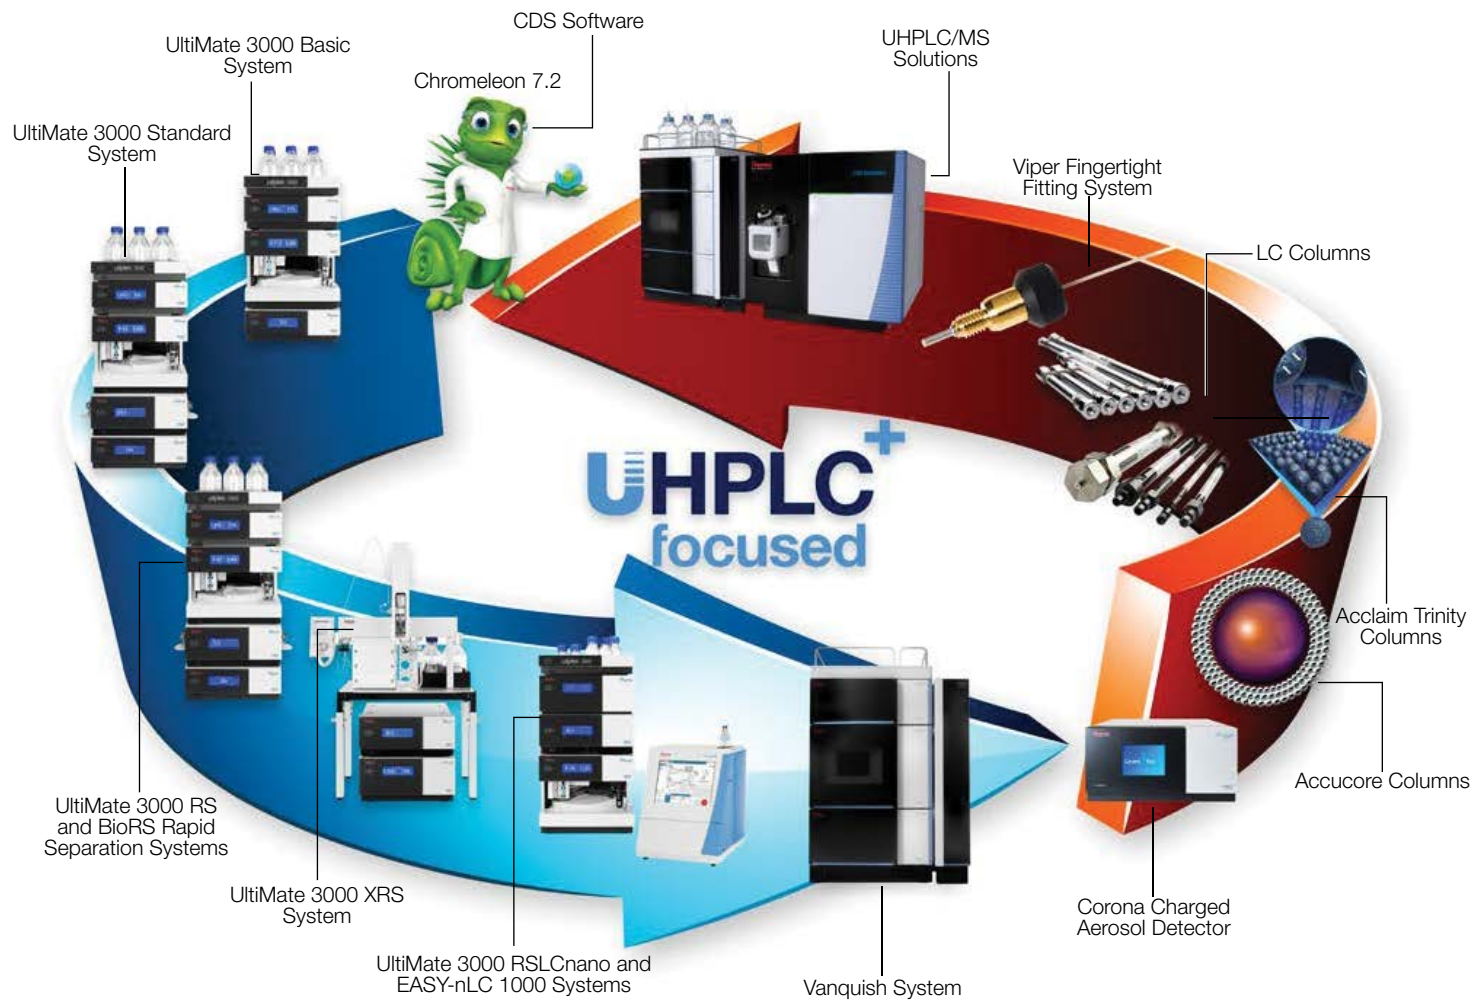 CDS Software
UltiMate 3000 Basic
System
UHPLC/MS
Solutions
Chromeleon 7.2
UltiMate 3000 Standard
System
Viper Fingertight
Fitting System
LC Columns
UHPLC+
focused
Acclaim Trinity
Columns
Accucore Columns
UltiMate 3000 RS
and BioRS Rapid
Separation Systems
UltiMate 3000 XRS
System
Corona Charged
Aerosol Detector
UltiMate 3000 RSLCnano and
EASY-nLC 1000 Systems
Vanquish System